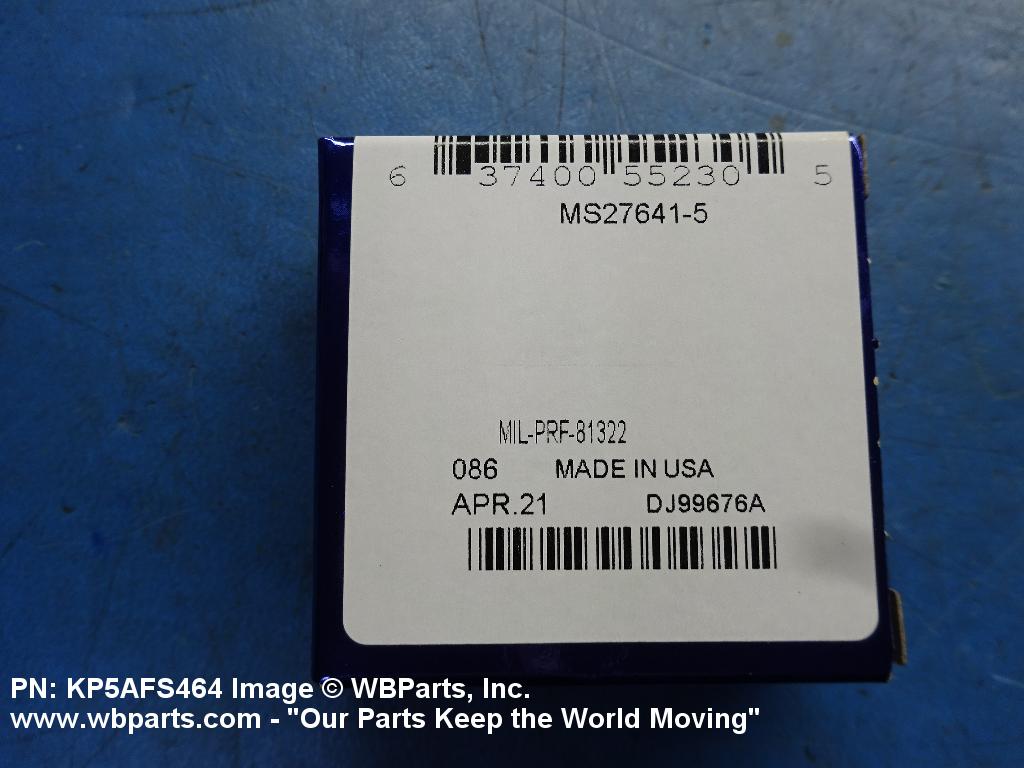 6 37400 55230 5
MS27641-5
MIL-PRF-81322
086 MADE IN USA
APR.21 DJ99676A
PN: KP5AFS464 Image © WBParts, Inc.
www.wbparts.com - "Our Parts Keep the World Moving"